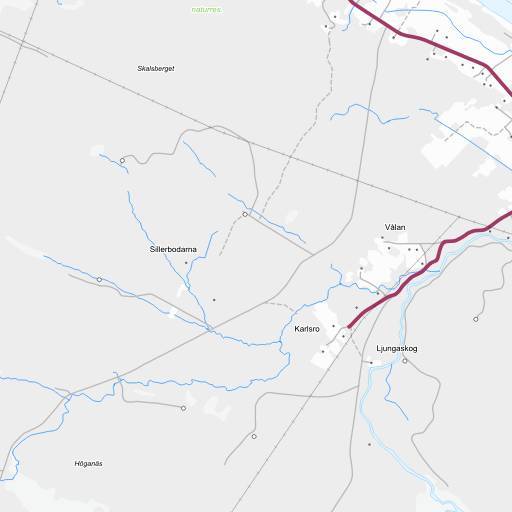 naturres.
Skalsberget
Vålan
Sillerbodarna
Karlsro
Ljungaskog
Höganäs